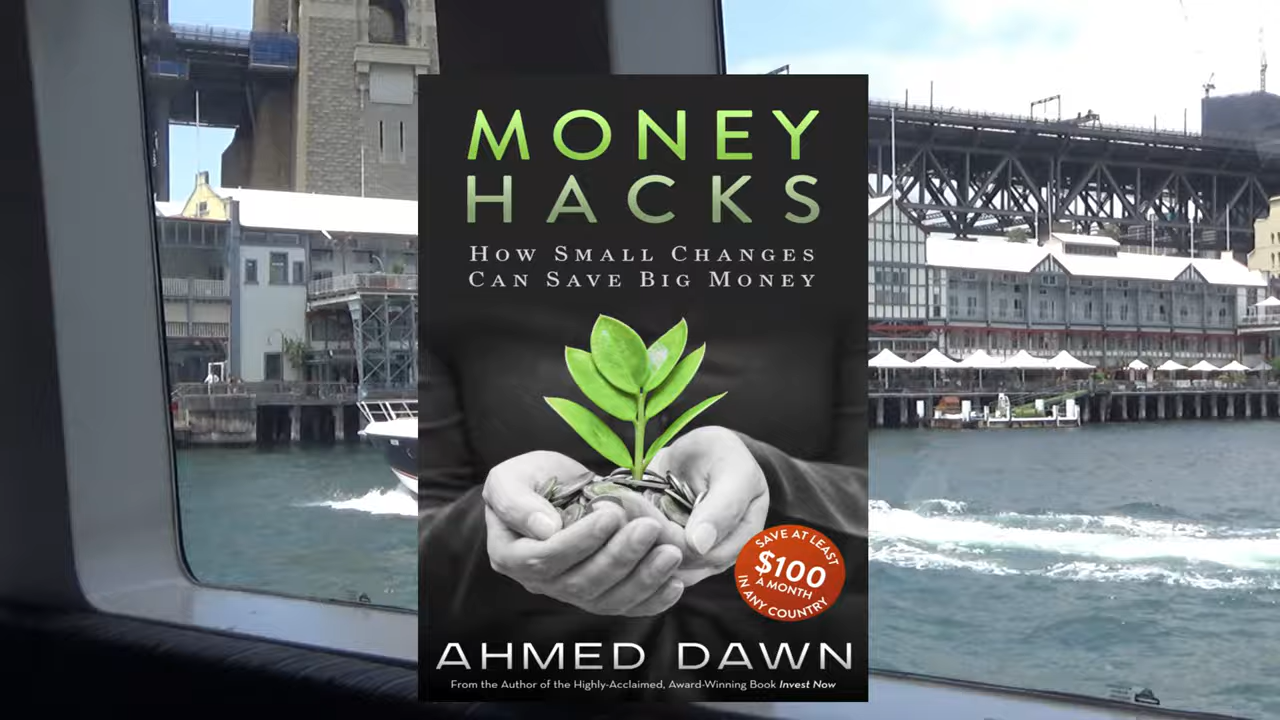 MONEY
HACKS
HOW SMALL CHANGES
CAN SAVE BIG MONEY
SAVE AT LEAST
$100
A MONTH
IN ANY COUNTRY
AHMED DAWN
From the Author of the Highly-Acclaimed, Award-Winning Book Invest Now